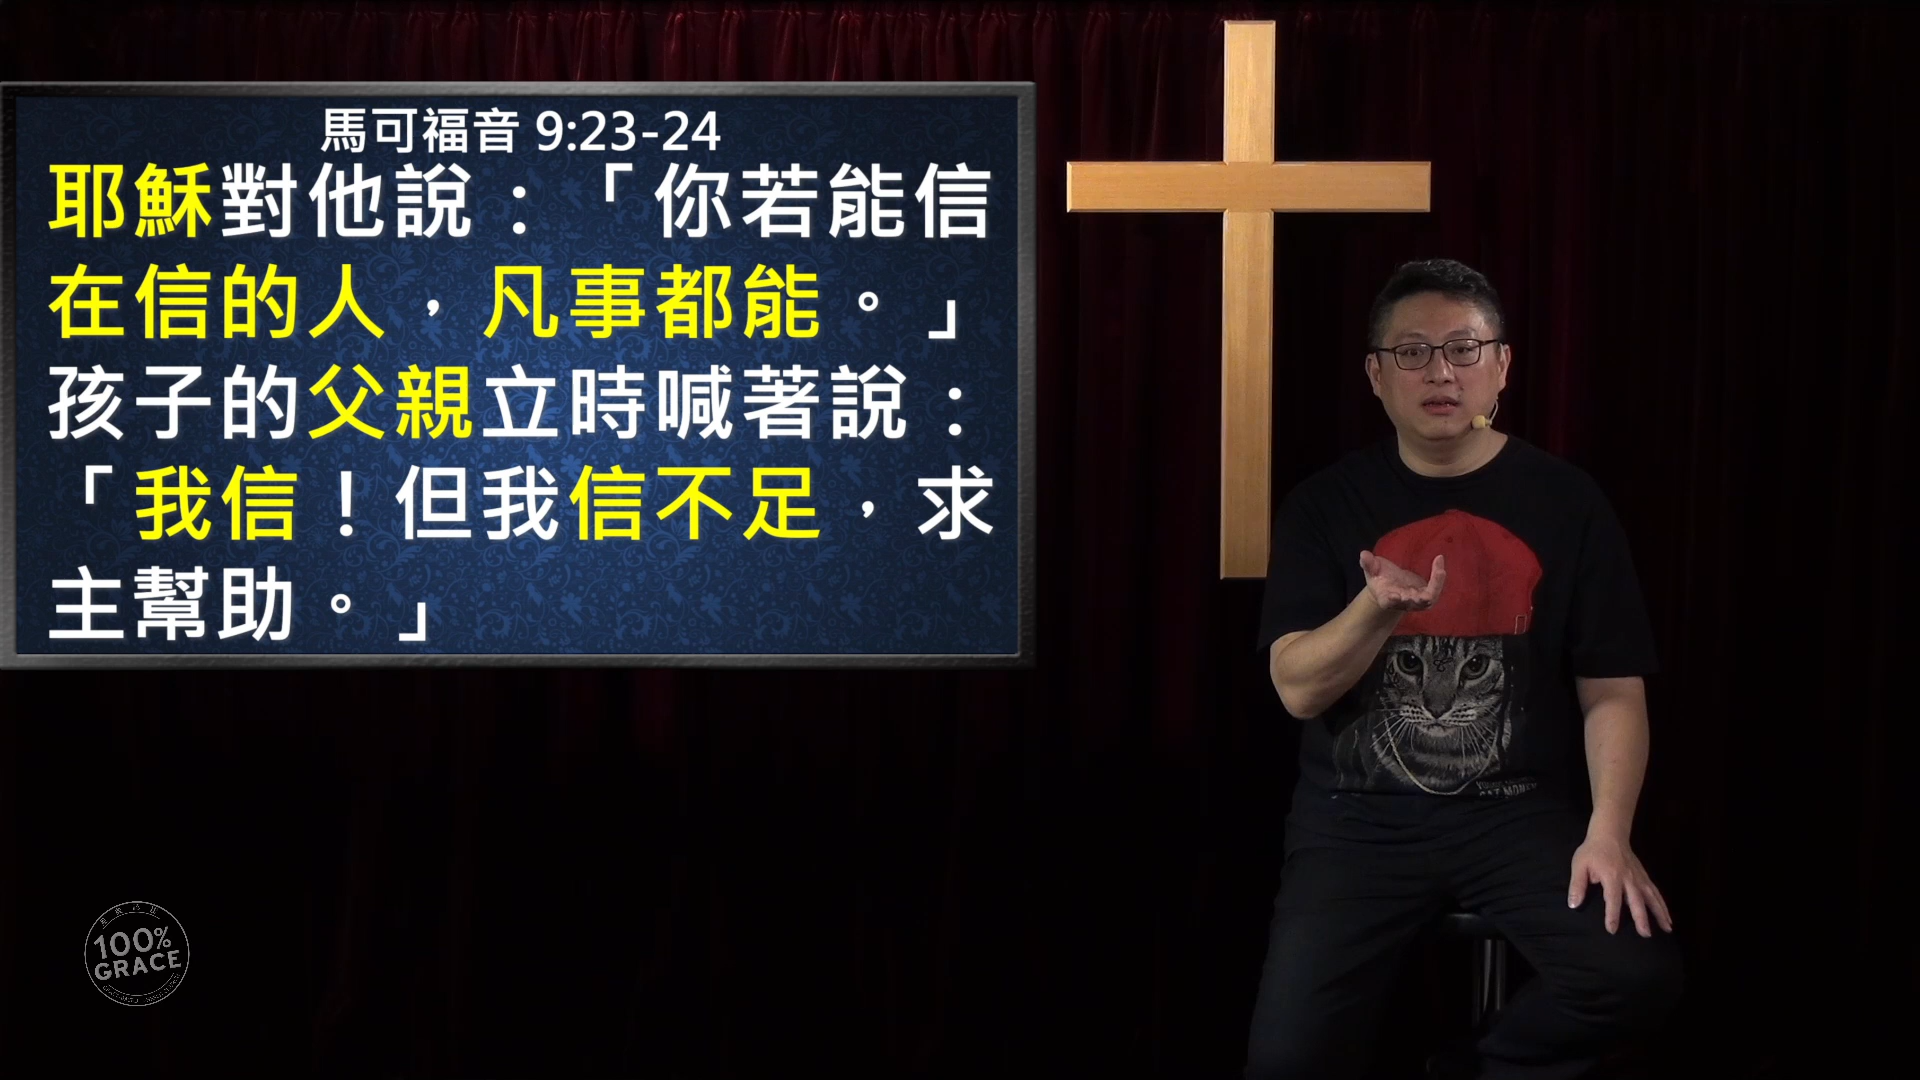 馬可福音 9:23-24
耶穌對他說：「你若能信
在信的人，凡事都能。」
孩子的父親立時喊著說：
「我信！但我信不足，求
主幫助。」
100%
GRACE